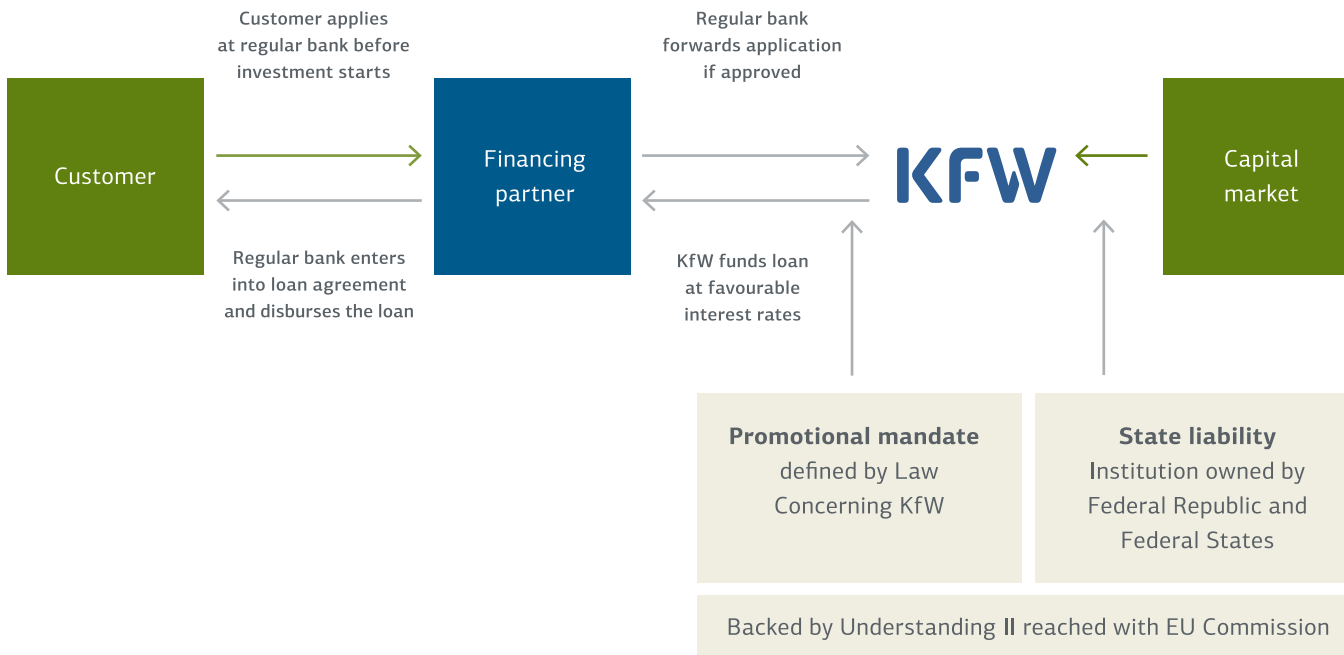 Customer applies
at regular bank before
investment starts
Regular bank
forwards application
if approved
Customer
Financing
partner
KFW
Capital
market
Regular bank enters
into loan agreement
and disburses the loan
KfW funds loan
at favourable
interest rates
Promotional mandate
defined by Law
Concerning KfW
State liability
Institution owned by
Federal Republic and
Federal States
Backed by Understanding II reached with EU Commission